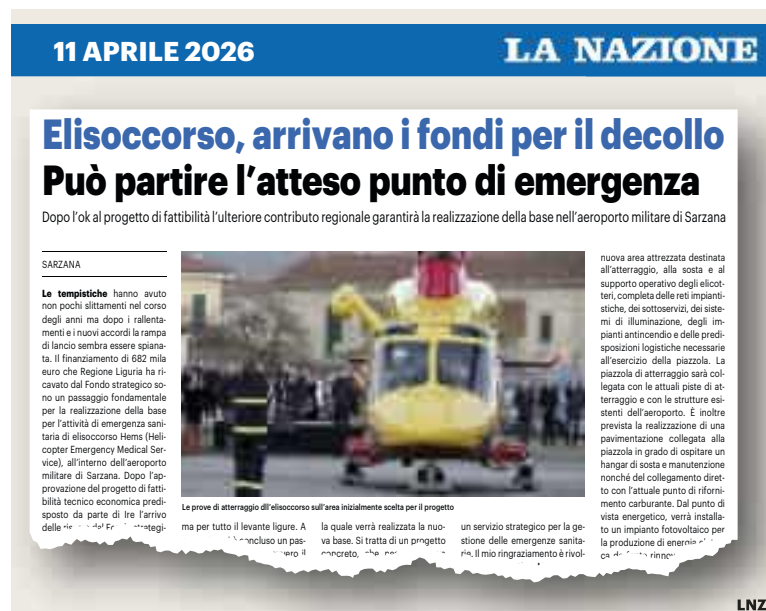 11 APRILE 2026
LA NAZIONE
Elisoccorso, arrivano i fondi per il decollo
Può partire l'atteso punto di emergenza
Dopo l'ok al progetto di fattibilità l'ulteriore contributo regionale garantirà la realizzazione della base nell'aeroporto militare di Sarzana
SARZANA
Le tempistiche hanno avuto
non pochi slittamenti nel corso
degli anni ma dopo i rallenta-
menti e i nuovi accordi la rampa
di lancio sembra essere spiana-
ta. Il finanziamento di 682 mila
euro che Regione Liguria ha ri-
cavato dal Fondo strategico so-
no un passaggio fondamentale
per la realizzazione della base
per l'attività di emergenza sani-
taria di elisoccorso Hems (Heli-
copter Emergency Medical Ser-
vice), all'interno dell'aeroporto
militare di Sarzana. Dopo l'ap-
provazione del progetto di fatti-
bilità tecnico economica predi-
sposto da parte di Ire l'arrivo
delle
Le prove di atterraggio dll'elisoccorso sull'area inizialmente scelta per il progetto
ma per tutto il levante ligure. A
concluso un pas-
il
la quale verrà realizzata la nuo-
va base. Si tratta di un progetto
concreto, che
un servizio strategico per la ge-
stione delle emergenze sanita-
rie. Il mio ringraziamento è rivol-
nuova area attrezzata destinata
all'atterraggio, alla sosta e al
supporto operativo degli elicot-
teri, completa delle reti impianti-
stiche, dei sottoservizi, dei siste-
mi di illuminazione, degli im-
pianti antincendio e delle predi-
sposizioni logistiche necessarie
all'esercizio della piazzola. La
piazzola di atterraggio sarà col-
legata con le attuali piste di at-
terraggio e con le strutture esi-
stenti dell'aeroporto. È inoltre
prevista la realizzazione di una
pavimentazione collegata alla
piazzola in grado di ospitare un
hangar di sosta e manutenzione
nonché del collegamento diret-
to con l'attuale punto di riforni-
mento carburante. Dal punto di
vista energetico, verrà installa-
to un impianto fotovoltaico per
la produzione di energia
LNZ